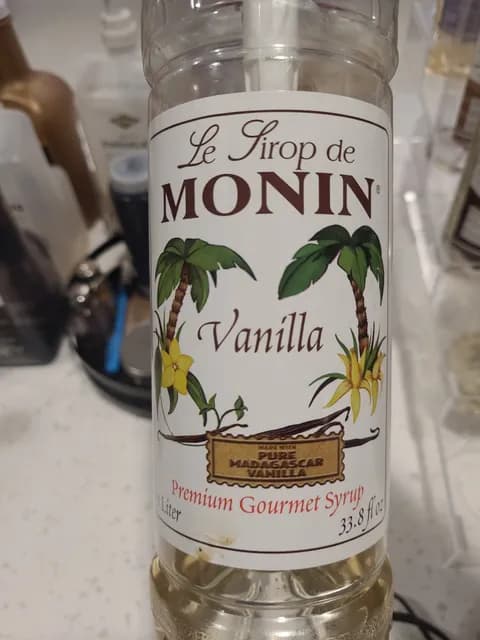 Le Sirop de
MONIN®
Vanilla
MADE WITH
PURE
MADAGASCAR
VANILLA
Premium Gourmet Syrup
Liter
33.8 fl oz